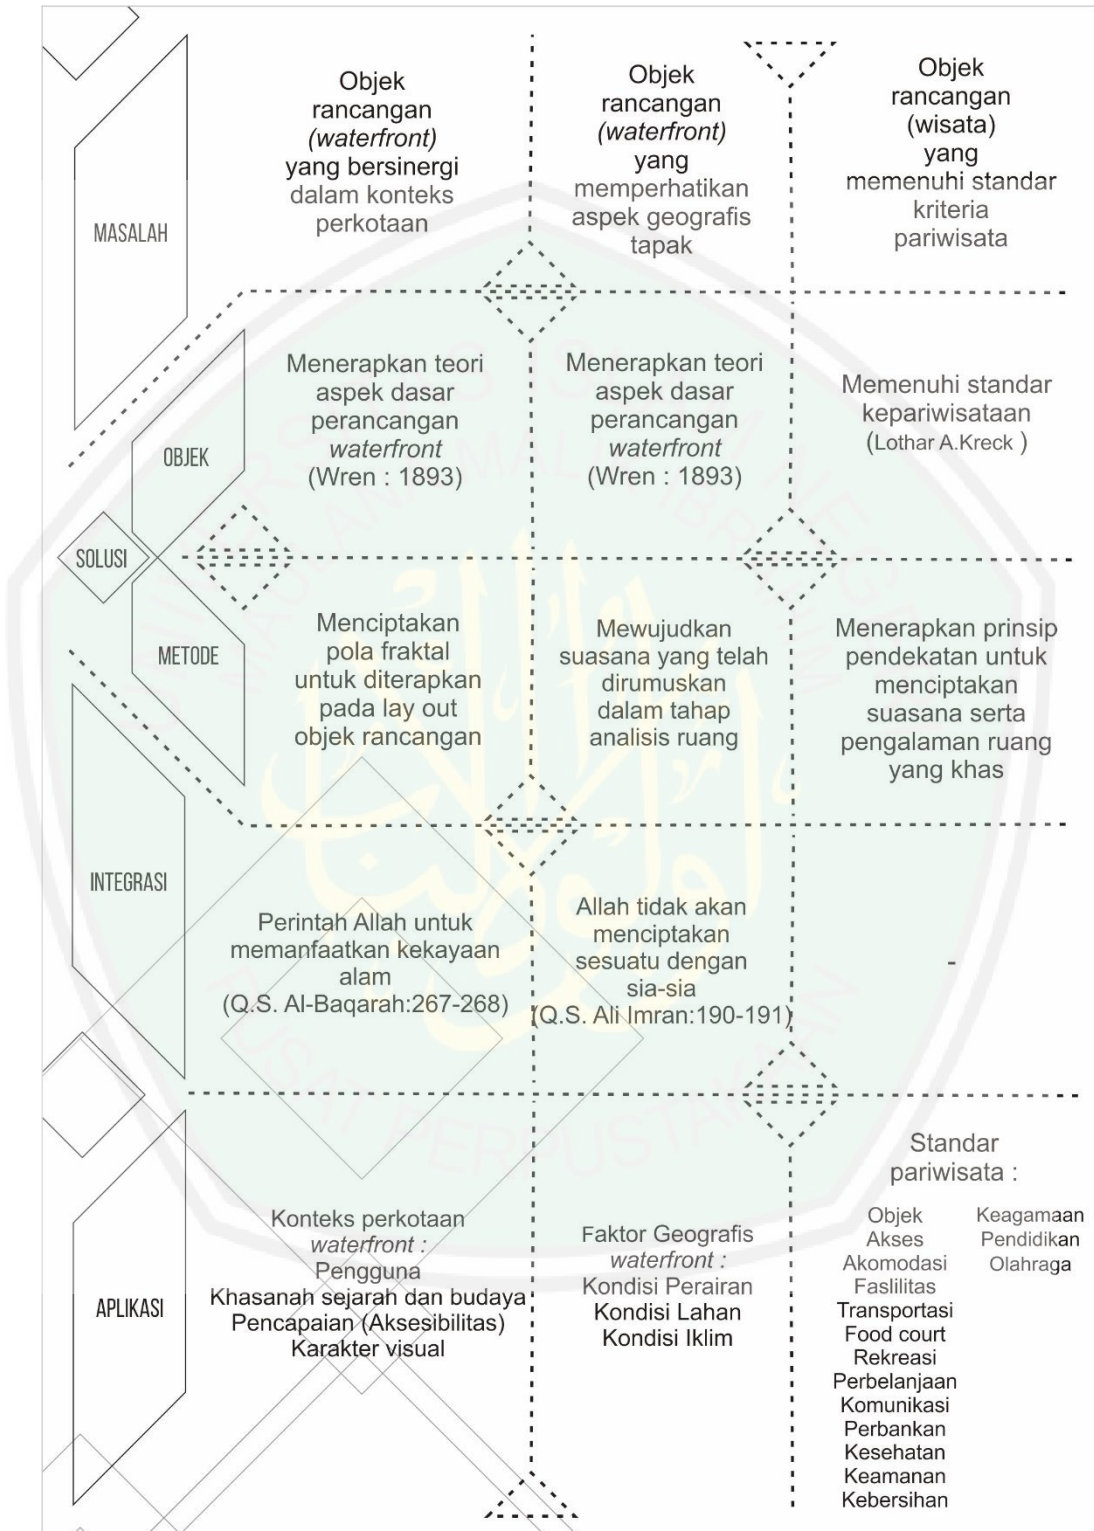 MASALAH
Objek
rancangan
(waterfront)
yang bersinergi
dalam konteks
perkotaan
Objek
rancangan
(waterfront)
yang
memperhatikan
aspek geografis
tapak
Objek
rancangan
(wisata)
yang
memenuhi standar
kriteria
pariwisata
SOLUSI
OBJEK
Menerapkan teori
aspek dasar
perancangan
waterfront
(Wren : 1893)
Menerapkan teori
aspek dasar
perancangan
waterfront
(Wren : 1893)
Memenuhi standar
kepariwisataan
(Lothar A.Kreck )
METODE
Menciptakan
pola fraktal
untuk diterapkan
pada lay out
objek rancangan
Mewujudkan
suasana yang telah
dirumuskan
dalam tahap
analisis ruang
Menerapkan prinsip
pendekatan untuk
menciptakan
suasana serta
pengalaman ruang
yang khas
INTEGRASI
Perintah Allah untuk
memanfaatkan kekayaan
alam
(Q.S. Al-Baqarah:267-268)
Allah tidak akan
menciptakan
sesuatu dengan
sia-sia
(Q.S. Ali Imran:190-191)
-
APLIKASI
Konteks perkotaan
waterfront :
Pengguna
Khasanah sejarah dan budaya
Pencapaian (Aksesibilitas)
Karakter visual
Faktor Geografis
waterfront :
Kondisi Perairan
Kondisi Lahan
Kondisi Iklim
Standar
pariwisata :
Objek
Akses
Akomodasi
Faslilitas
Transportasi
Food court
Rekreasi
Perbelanjaan
Komunikasi
Perbankan
Kesehatan
Keamanan
Kebersihan
Keagamaan
Pendidikan
Olahraga
PUSAT PERPUSTAKAAN